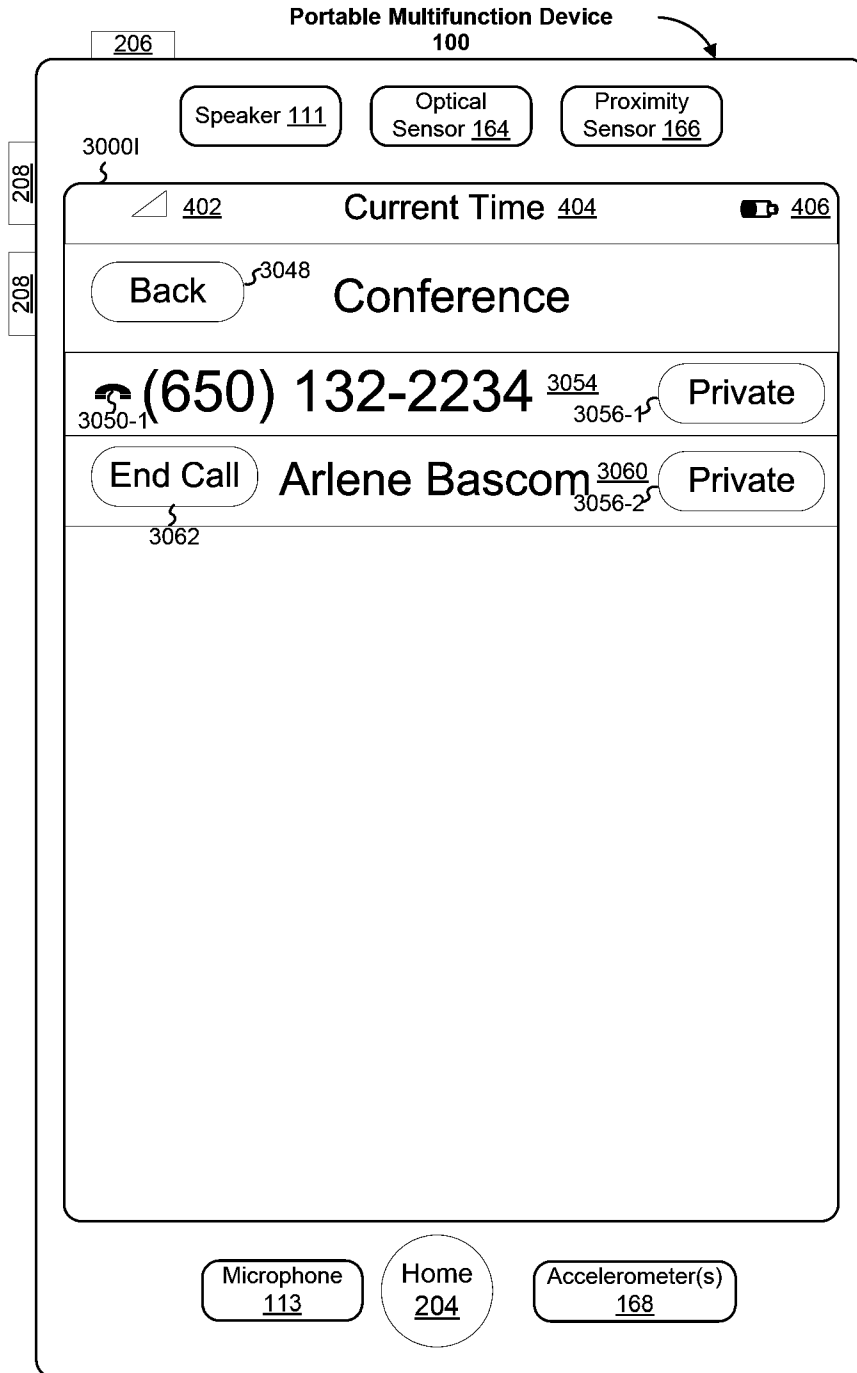 Portable Multifunction Device
100
206
Speaker 111
Optical
Sensor 164
Proximity
Sensor 166
3000I
208
208
402
Current Time 404
406
Back
3048
Conference
(650) 132-2234
3054
3050-1
3056-1
Private
End Call
Arlene Bascom
3060
3056-2
Private
3062
Microphone
113
Home
204
Accelerometer(s)
168